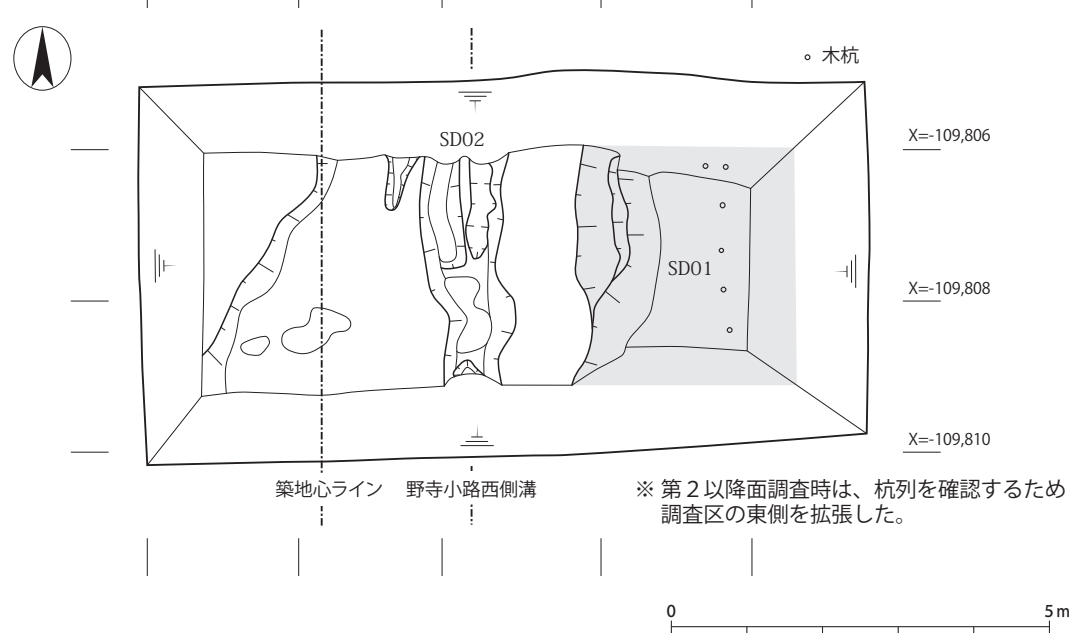 木杭
X=-109,806
SD02
SD01
X=-109,808
X=-109,810
築地心ライン 野寺小路西側溝
※ 第２以降面調査時は、杭列を確認するため
調査区の東側を拡張した。
0 5 m